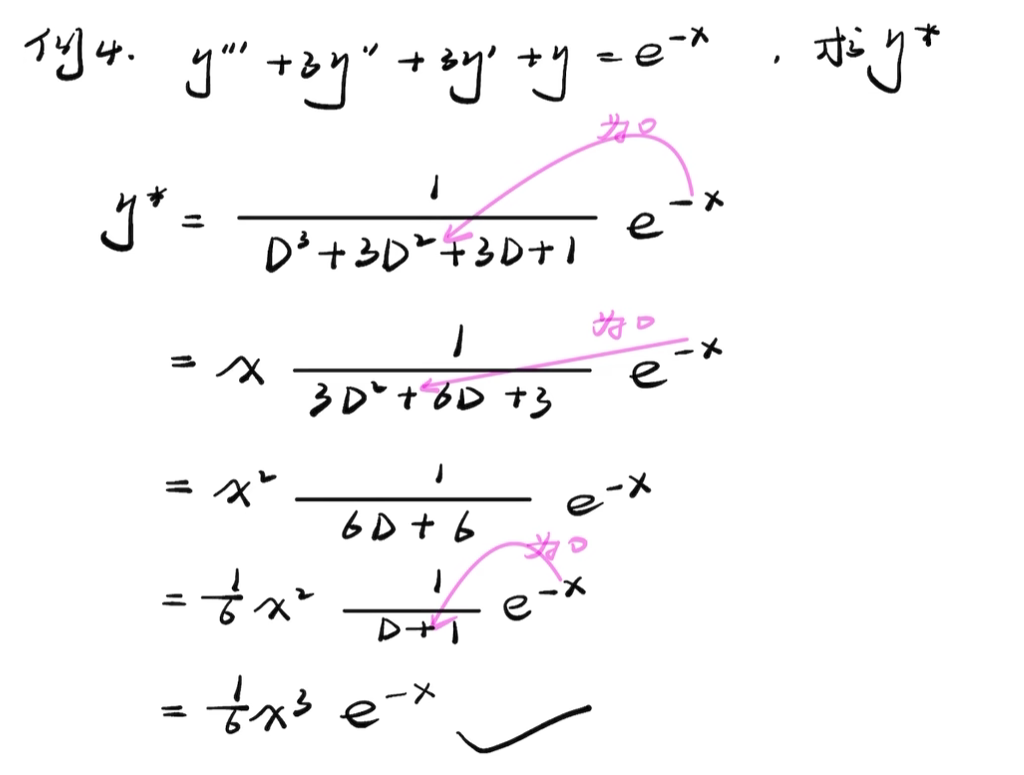 例4. y''' + 3y'' + 3y' + y = e^{-x} . 求 y*
为0
y* = \frac{1}{D^3+3D^2+3D+1} e^{-x}
为0
= x \frac{1}{3D^2+6D+3} e^{-x}
= x^2 \frac{1}{6D+6} e^{-x}
为0
= \frac{1}{6} x^2 \frac{1}{D+1} e^{-x}
= \frac{1}{6} x^3 e^{-x} ✓